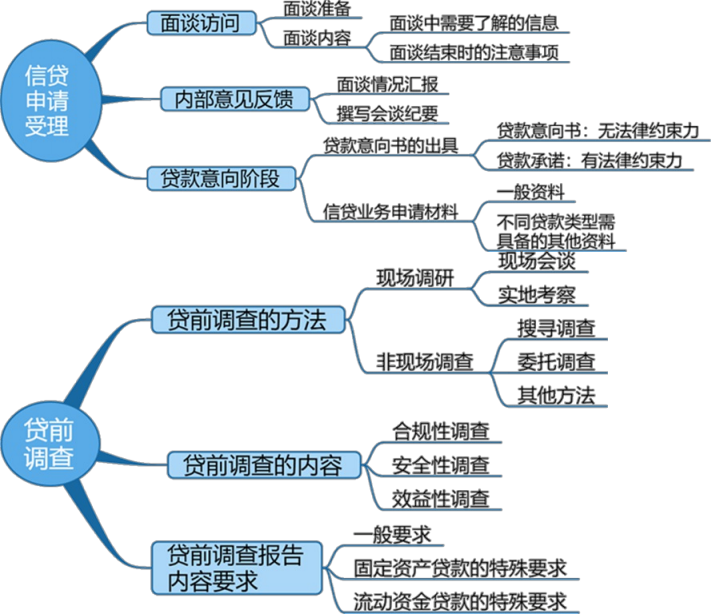 信贷
申请
受理
面谈访问
面谈准备
面谈内容
面谈中需要了解的信息
面谈结束时的注意事项
内部意见反馈
面谈情况汇报
撰写会谈纪要
贷款意向阶段
贷款意向书的出具
贷款意向书：无法律约束力
贷款承诺：有法律约束力
信贷业务申请材料
一般资料
不同贷款类型需
具备的其他资料
贷前
调查
贷前调查的方法
现场调研
现场会谈
实地考察
非现场调查
搜寻调查
委托调查
其他方法
贷前调查的内容
合规性调查
安全性调查
效益性调查
贷前调查报告
内容要求
一般要求
固定资产贷款的特殊要求
流动资金贷款的特殊要求